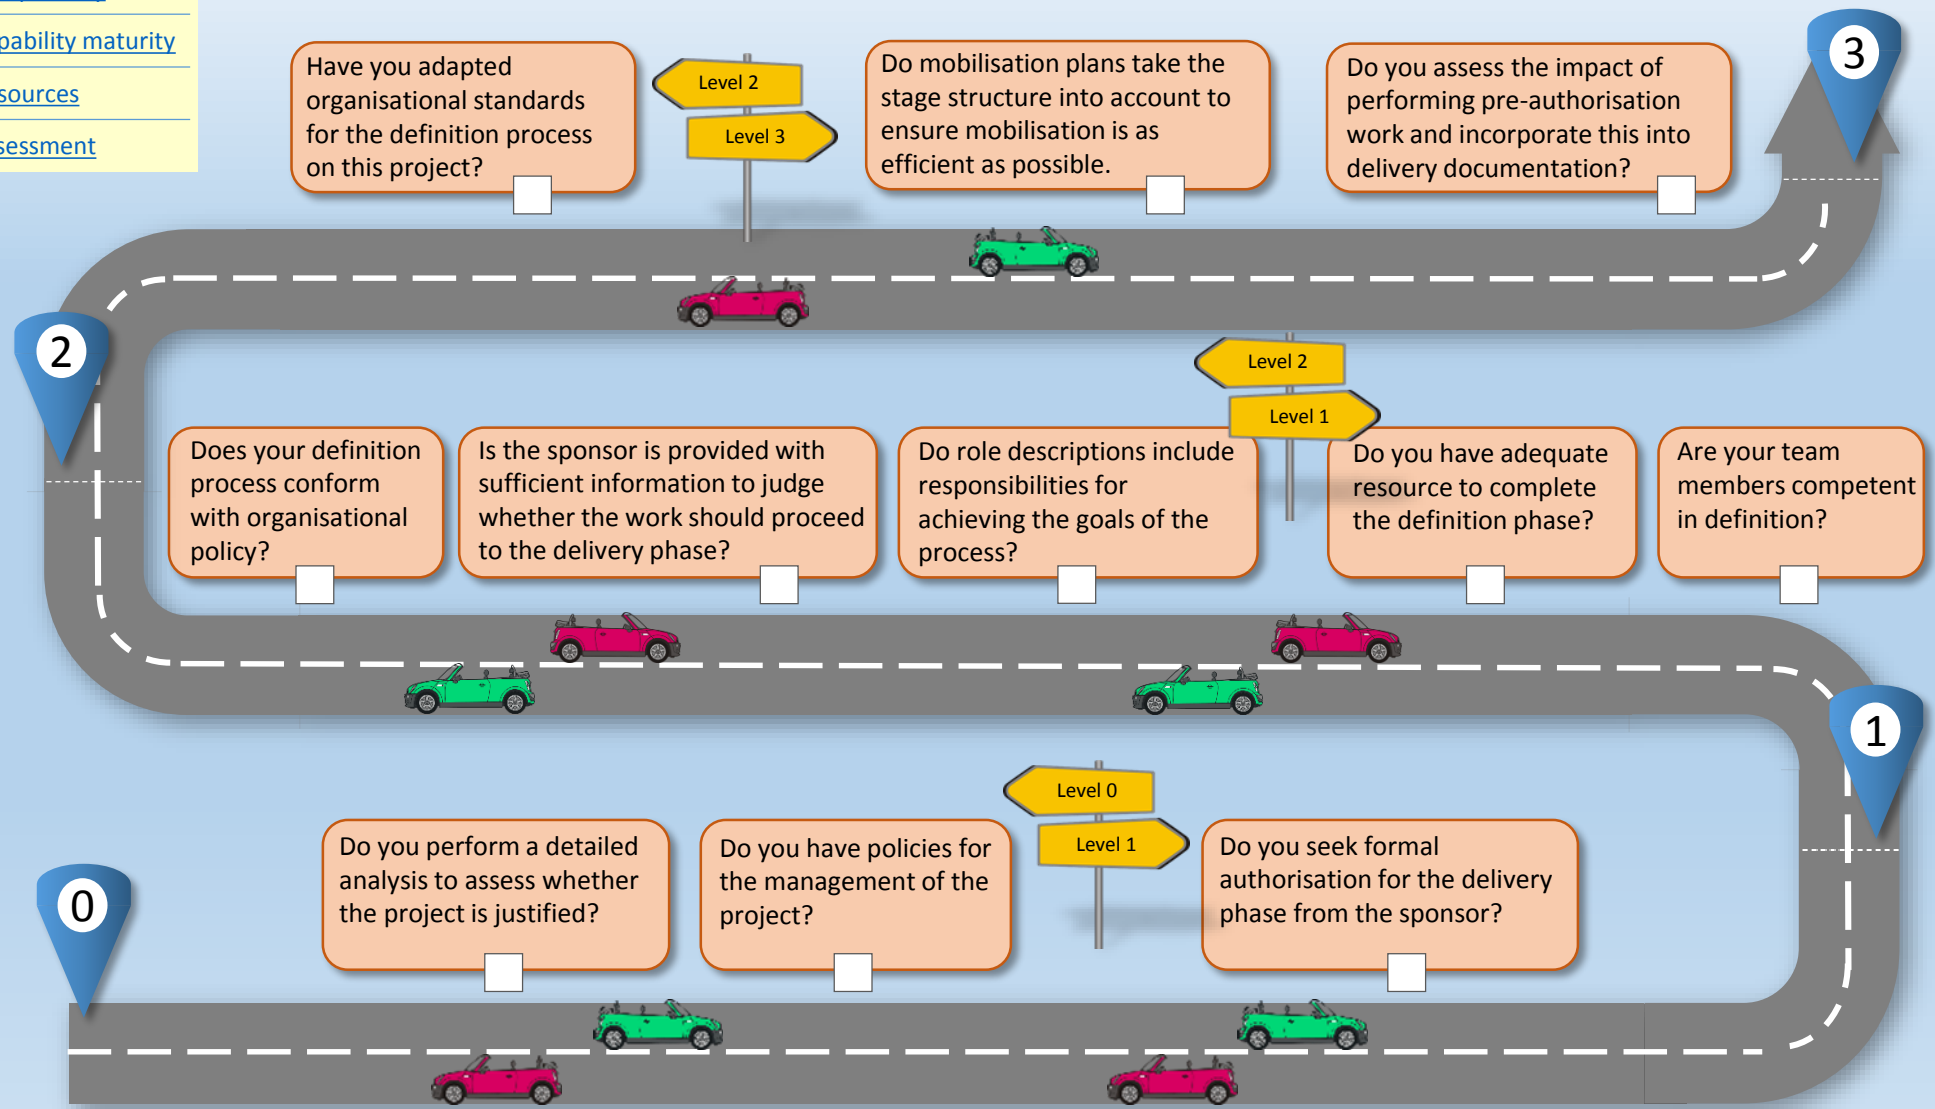 pability maturity
sources
sessment
Have you adapted
organisational standards
for the definition process
on this project?
Level 2
Level 3
Do mobilisation plans take the
stage structure into account to
ensure mobilisation is as
efficient as possible.
Do you assess the impact of
performing pre-authorisation
work and incorporate this into
delivery documentation?
3
2
Does your definition
process conform
with organisational
policy?
Is the sponsor is provided with
sufficient information to judge
whether the work should proceed
to the delivery phase?
Do role descriptions include
responsibilities for
achieving the goals of the
process?
Level 2
Level 1
Do you have adequate
resource to complete
the definition phase?
Are your team
members competent
in definition?
1
0
Do you perform a detailed
analysis to assess whether
the project is justified?
Do you have policies for
the management of the
project?
Level 0
Level 1
Do you seek formal
authorisation for the delivery
phase from the sponsor?